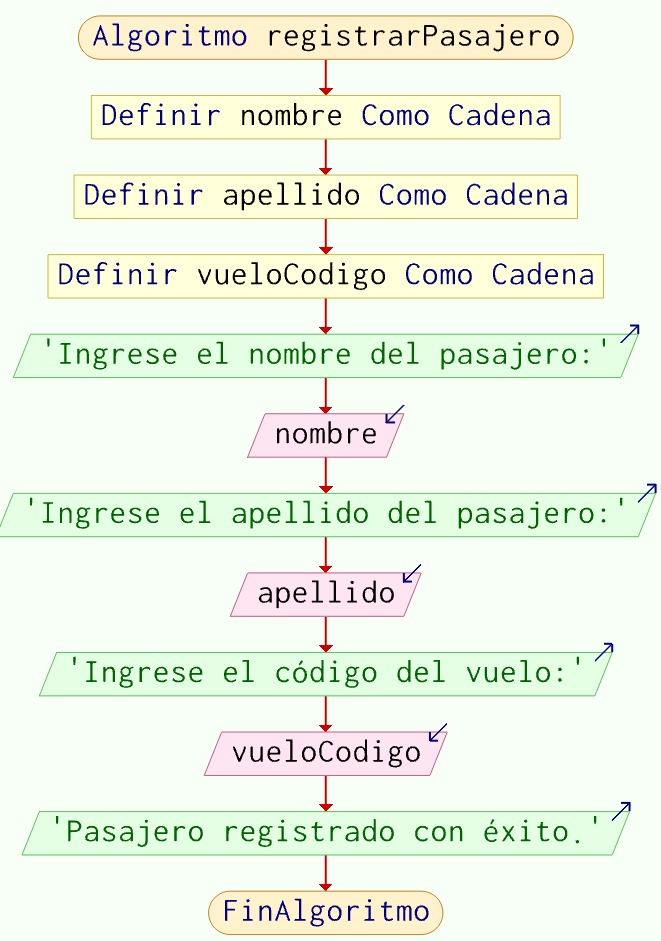 Algoritmo registrarPasajero
Definir nombre Como Cadena
Definir apellido Como Cadena
Definir vueloCodigo Como Cadena
'Ingrese el nombre del pasajero:'
nombre
'Ingrese el apellido del pasajero:'
apellido
'Ingrese el código del vuelo:'
vueloCodigo
'Pasajero registrado con éxito.'
FinAlgoritmo